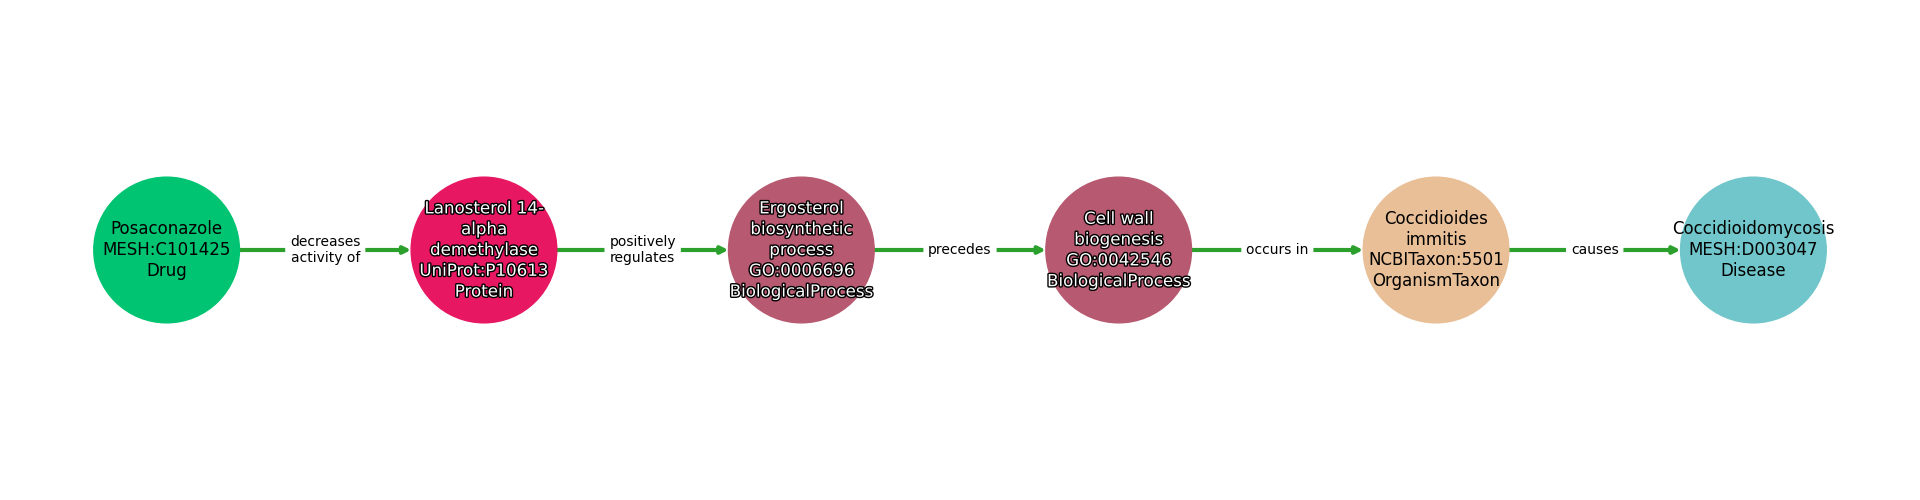 Posaconazole
MESH:C101425
Drug
decreases
activity of
Lanosterol 14-
alpha
demethylase
UniProt:P10613
Protein
positively
regulates
Ergosterol
biosynthetic
process
GO:0006696
BiologicalProcess
precedes
Cell wall
biogenesis
GO:0042546
BiologicalProcess
occurs in
Coccidioides
immitis
NCBITaxon:5501
OrganismTaxon
causes
Coccidioidomycosis
MESH:D003047
Disease